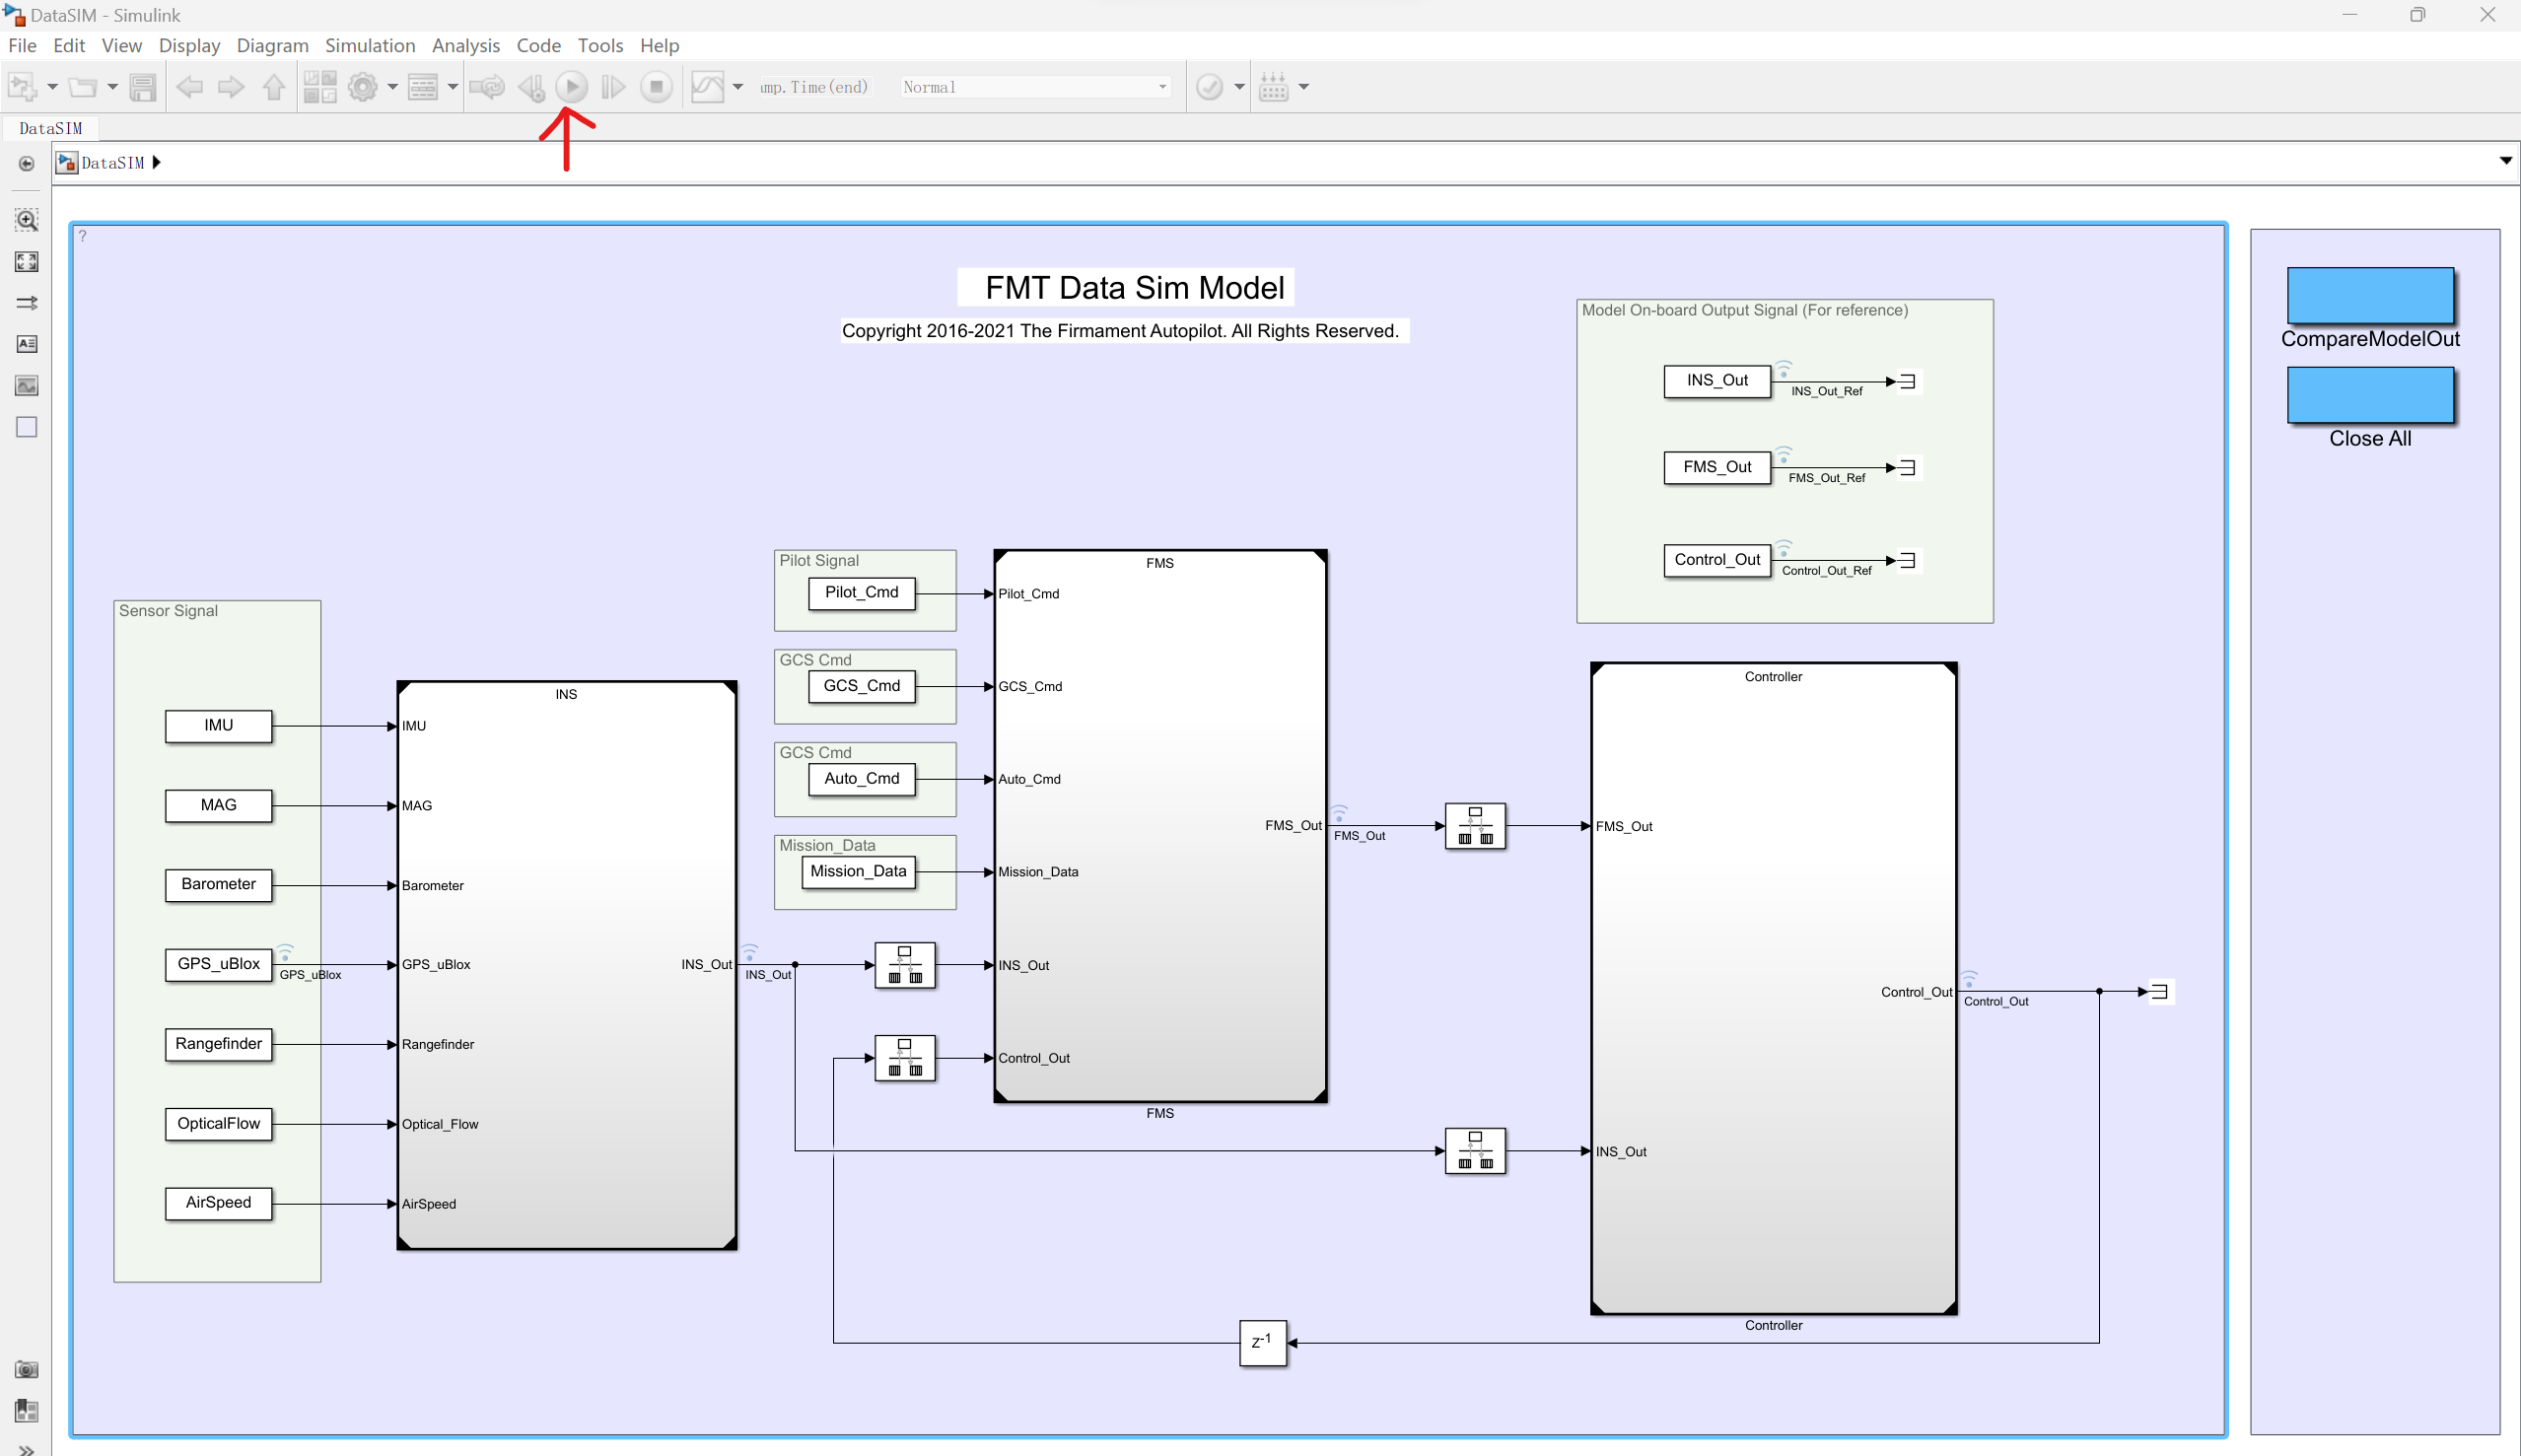 DataSIM - Simulink
File Edit View Display Diagram Simulation Analysis Code Tools Help
ump.Time(end) Normal
DataSIM
DataSIM
?
FMT Data Sim Model
Copyright 2016-2021 The Firmament Autopilot. All Rights Reserved.
Model On-board Output Signal (For reference)
INS_Out
INS_Out_Ref
FMS_Out
FMS_Out_Ref
Control_Out
Control_Out_Ref
CompareModelOut
Close All
Sensor Signal
IMU
MAG
Barometer
GPS_uBlox
GPS_uBlox
Rangefinder
OpticalFlow
AirSpeed
INS
IMU
MAG
Barometer
GPS_uBlox
Rangefinder
Optical_Flow
AirSpeed
INS_Out
INS_Out
Pilot Signal
Pilot_Cmd
GCS Cmd
GCS_Cmd
GCS Cmd
Auto_Cmd
Mission_Data
Mission_Data
FMS
Pilot_Cmd
GCS_Cmd
Auto_Cmd
Mission_Data
INS_Out
Control_Out
FMS_Out
FMS_Out
FMS
Controller
FMS_Out
INS_Out
Control_Out
Control_Out
Controller
z-1